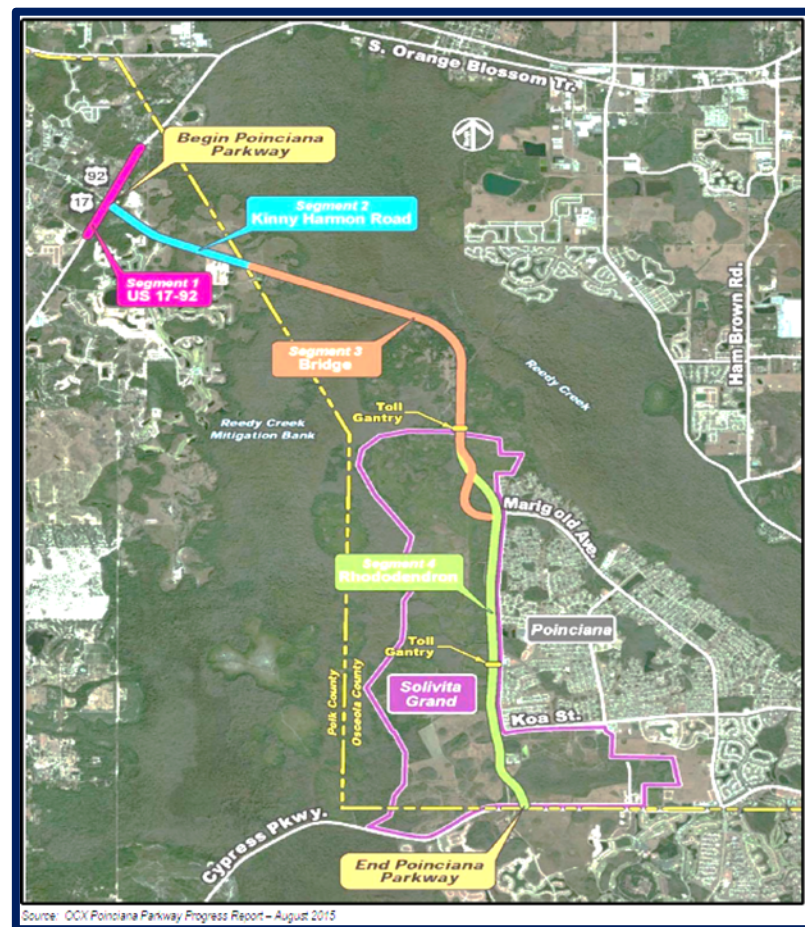 S. Orange Blossom Tr.
Begin Poinciana
Parkway
92
17
Segment 2
Kinny Harmon Road
Segment 1
US 17-92
Ham Brown Rd.
Segment 3
Bridge
Reedy Creek
Toll
Gantry
Reedy Creek
Mitigation Bank
Marigold Ave.
Segment 4
Rhododendron
Poinciana
Toll
Gantry
Solivita
Grand
Polk County
Osceola County
Koa St.
Cypress Pkwy.
End Poinciana
Parkway
Source: OCX Poinciana Parkway Progress Report – August 2015